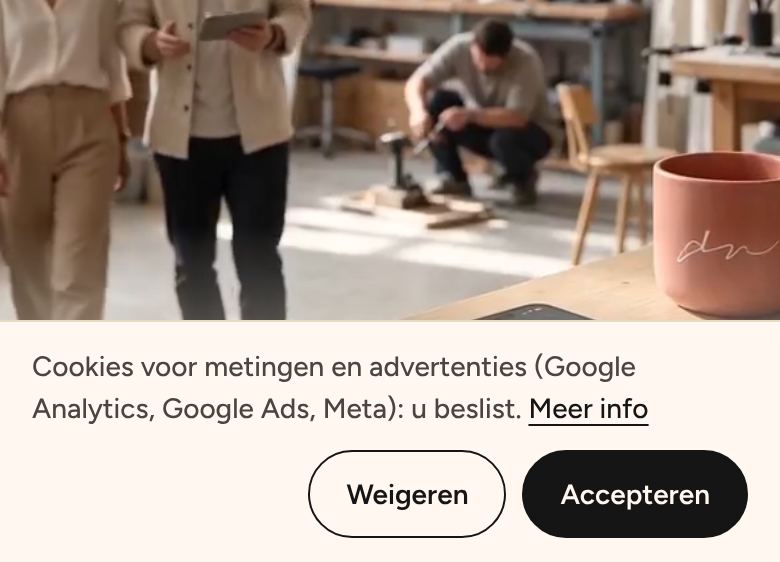 Cookies voor metingen en advertenties (Google
Analytics, Google Ads, Meta): u beslist. Meer info
Weigeren
Accepteren